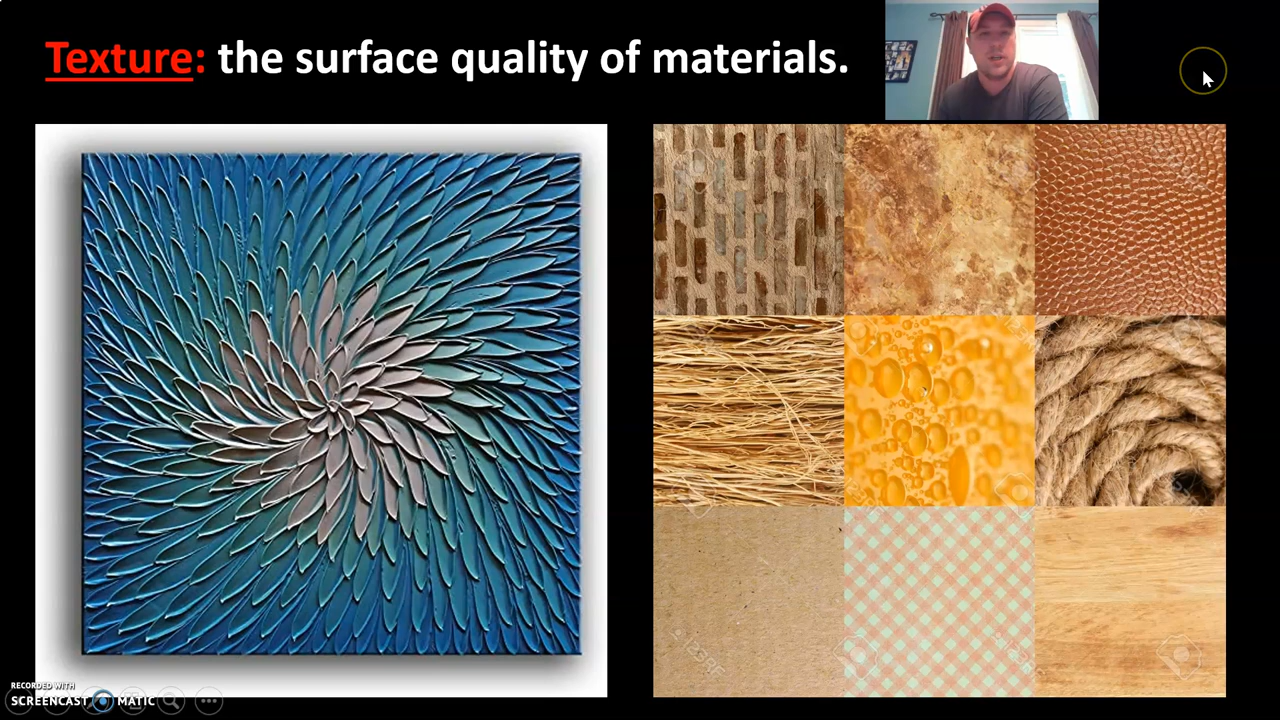 Texture: the surface quality of materials.
RECORDED WITH
SCREENCAST MATIC